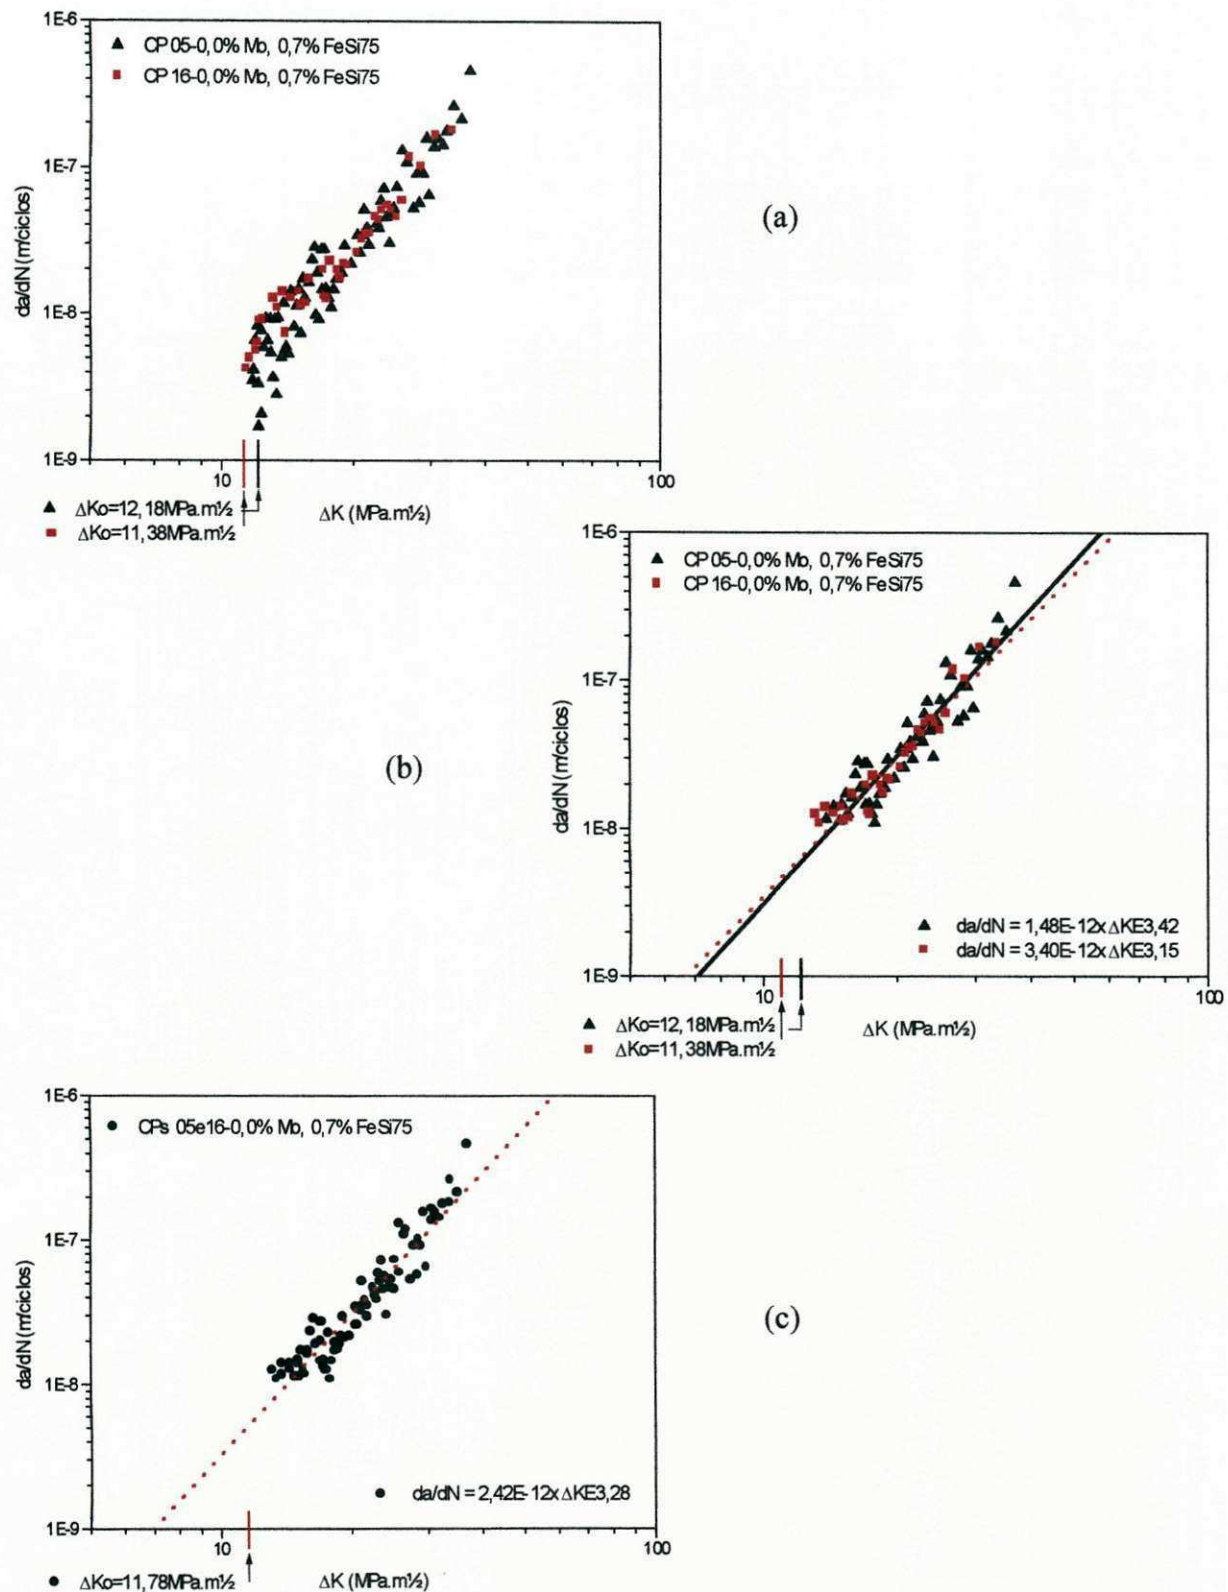 1E-6
▲ CP 05-0,0% Mb, 0,7% FeSi75
■ CP 16-0,0% Mb, 0,7% FeSi75
1E-7
da/dN (m/ciclos)
(a)
1E-8
1E-9
10
100
▲ ΔKo=12,18MPa.m½
ΔK (MPa.m½)
■ ΔKo=11,38MPa.m½
1E-6
▲ CP 05-0,0% Mb, 0,7% FeSi75
■ CP 16-0,0% Mb, 0,7% FeSi75
1E-7
(b)
da/dN (m/ciclos)
1E-8
▲ da/dN = 1,48E-12xΔKE3,42
■ da/dN = 3,40E-12xΔKE3,15
1E-9
10
100
▲ ΔKo=12,18MPa.m½
ΔK (MPa.m½)
■ ΔKo=11,38MPa.m½
1E-6
● CPs 05e16-0,0% Mb, 0,7% FeSi75
1E-7
da/dN (m/ciclos)
(c)
1E-8
● da/dN = 2,42E-12xΔKE3,28
1E-9
10
100
● ΔKo=11,78MPa.m½
ΔK (MPa.m½)